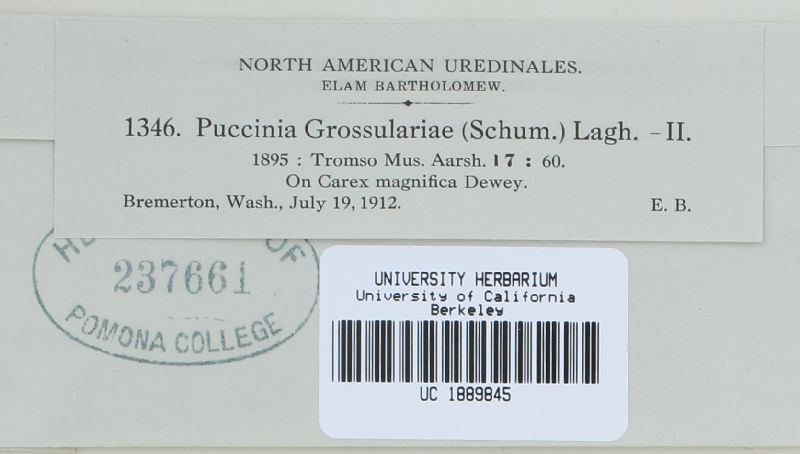 NORTH AMERICAN UREDINALES.
ELAM BARTHOLOMEW.
1346. Puccinia Grossulariae (Schum.) Lagh. – II.
1895 : Tromso Mus. Aarsh. 17 : 60.
On Carex magnifica Dewey.
Bremerton, Wash., July 19, 1912. E. B.
OF
237661
POMONA COLLEGE
UNIVERSITY HERBARIUM
University of California
Berkeley
UC 1889845